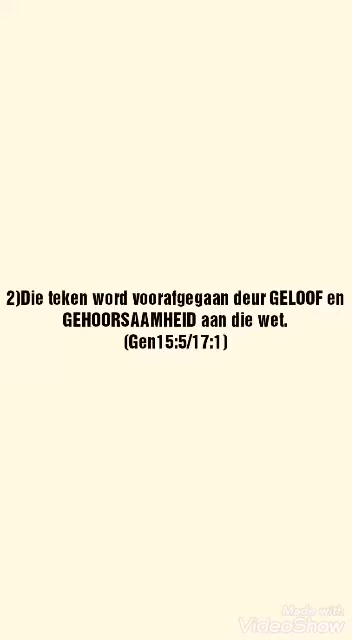 2)Die teken word voorafgegaan deur GELOOF en
GEHOORSAAMHEID aan die wet.
(Gen15:5/17:1)
Made with
VideoShow